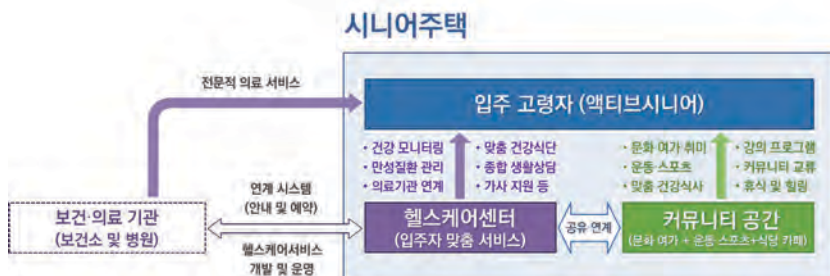 시니어주택
전문적 의료 서비스
입주 고령자 (액티브시니어)
• 건강 모니터링
• 만성질환 관리
• 의료기관 연계
• 맞춤 건강식단
• 종합 생활상담
• 가사 지원 등
• 문화 여가 취미
• 운동·스포츠
• 맞춤 건강식사
• 강의 프로그램
• 커뮤니티 교류
• 휴식 및 힐링
연계 시스템
(안내 및 예약)
보건·의료 기관
(보건소 및 병원)
헬스케어서비스
개발 및 운영
헬스케어센터
(입주자 맞춤 서비스)
공유·연계
커뮤니티 공간
(문화 여가 + 운동 스포츠+식당 카페)